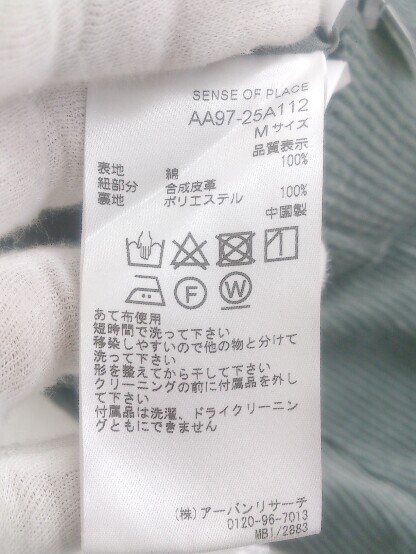 SENSE OF PLACE
AA97-25A112
Mサイズ
品質表示
表地 綿 100%
紐部分 合成皮革
裏地 ポリエステル 100%
中國製
F W
あて布使用
短時間で洗って下さい
移染しやすいので他の物と分けて
洗って下さい
形を整えてから干して下さい
クリーニングの前に付属品を外し
て下さい
付属品は洗濯、ドライクリーニン
グともにできません
(株)アーバンリサーチ
0120-96-7013
MB1/2883